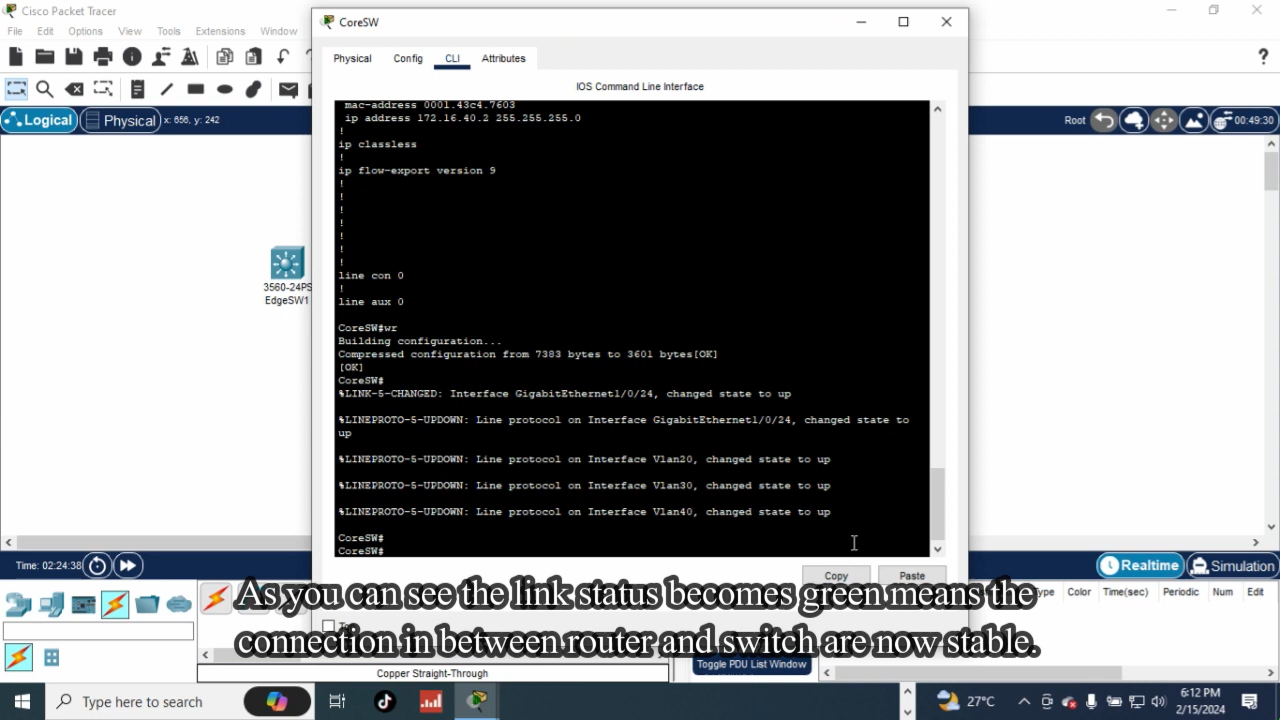 Cisco Packet Tracer
File Edit Options View Tools Extensions Window
CoreSW
Physical Config CLI Attributes
IOS Command Line Interface
Logical Physical x: 656, y: 242
Root 00:49:30
mac-address 0001.43c4.7603
ip address 172.16.40.2 255.255.255.0
!
ip classless
!
ip flow-export version 9
!
!
!
!
!
!
!
line con 0
!
line aux 0
CoreSW#wr
Building configuration...
Compressed configuration from 7383 bytes to 3601 bytes[OK]
[OK]
CoreSW#
%LINK-5-CHANGED: Interface GigabitEthernet1/0/24, changed state to up
%LINEPROTO-5-UPDOWN: Line protocol on Interface GigabitEthernet1/0/24, changed state to
up
%LINEPROTO-5-UPDOWN: Line protocol on Interface Vlan20, changed state to up
%LINEPROTO-5-UPDOWN: Line protocol on Interface Vlan30, changed state to up
%LINEPROTO-5-UPDOWN: Line protocol on Interface Vlan40, changed state to up
CoreSW#
CoreSW#
3560-24PS
EdgeSW1
Copy Paste
Time: 02:24:38
Realtime Simulation
Color Time(sec) Periodic Num Edit
As you can see the link status becomes green means the
connection in between router and switch are now stable.
Toggle PDU List Window
Copper Straight-Through
Type here to search
27°C
6:12 PM
2/15/2024